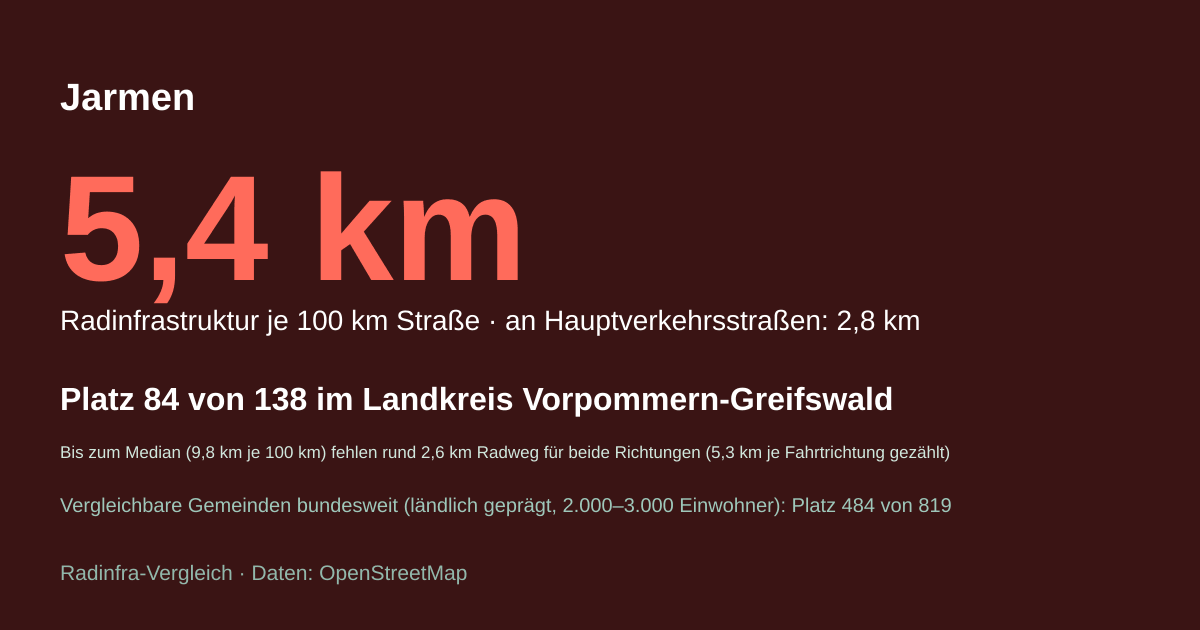 Jarmen
5,4 km
Radinfrastruktur je 100 km Straße · an Hauptverkehrsstraßen: 2,8 km
Platz 84 von 138 im Landkreis Vorpommern-Greifswald
Bis zum Median (9,8 km je 100 km) fehlen rund 2,6 km Radweg für beide Richtungen (5,3 km je Fahrtrichtung gezählt)
Vergleichbare Gemeinden bundesweit (ländlich geprägt, 2.000–3.000 Einwohner): Platz 484 von 819
Radinfra-Vergleich · Daten: OpenStreetMap